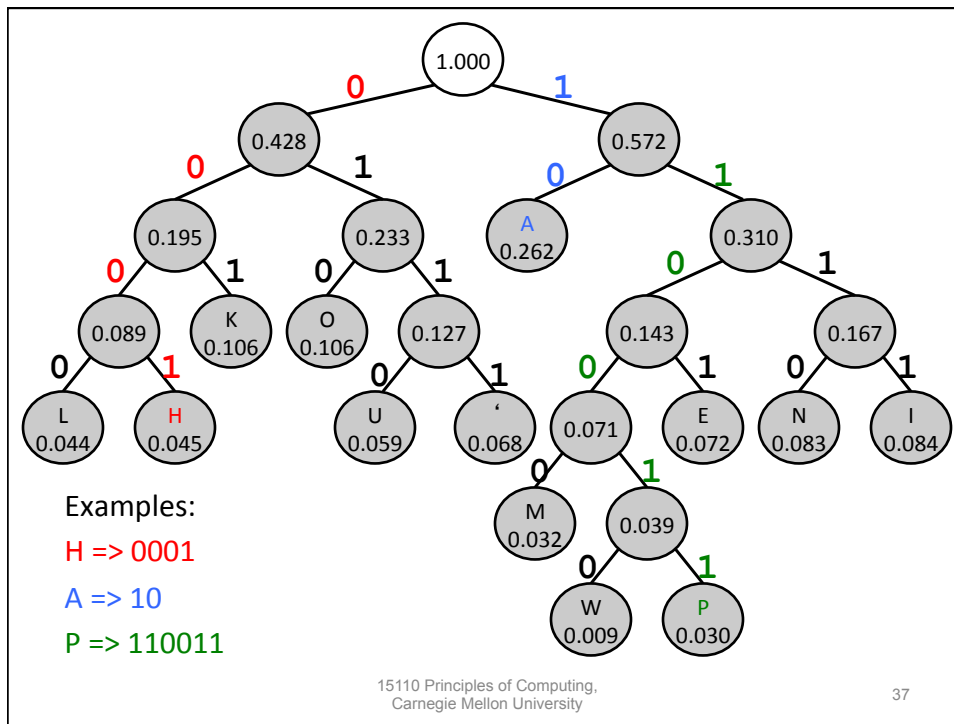 1.000
0 1
0.428 0.572
0 1 0 1
0.195 0.233 A 0.310
0.262
0 1 0 1 0 1
0.089 K O 0.127 0.143 0.167
0.106 0.106
0 1 0 1 0 1 0 1
L H U ‘ 0.071 E N I
0.044 0.045 0.059 0.068 0.072 0.083 0.084
0 1
Examples:
M 0.039
0.032
H => 0001
0 1
A => 10
W P
0.009 0.030
P => 110011
15110 Principles of Computing,
Carnegie Mellon University
37